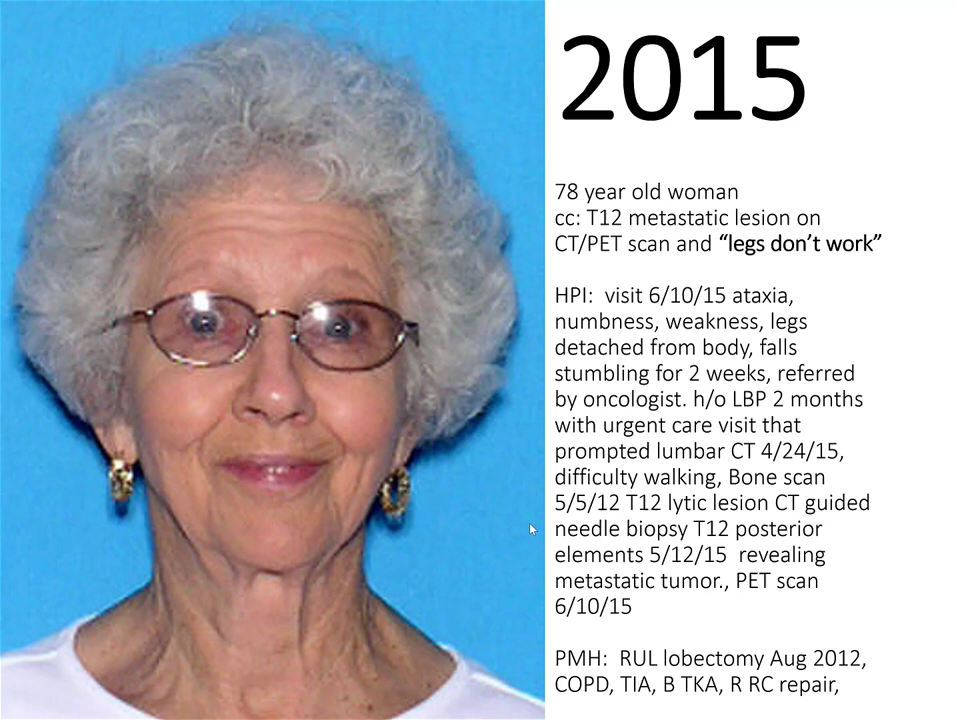 2015
78 year old woman
cc: T12 metastatic lesion on
CT/PET scan and “legs don’t work”
HPI:  visit 6/10/15 ataxia,
numbness, weakness, legs
detached from body, falls
stumbling for 2 weeks, referred
by oncologist. h/o LBP 2 months
with urgent care visit that
prompted lumbar CT 4/24/15,
difficulty walking, Bone scan
5/5/12 T12 lytic lesion CT guided
needle biopsy T12 posterior
elements 5/12/15  revealing
metastatic tumor., PET scan
6/10/15
PMH:  RUL lobectomy Aug 2012,
COPD, TIA, B TKA, R RC repair,